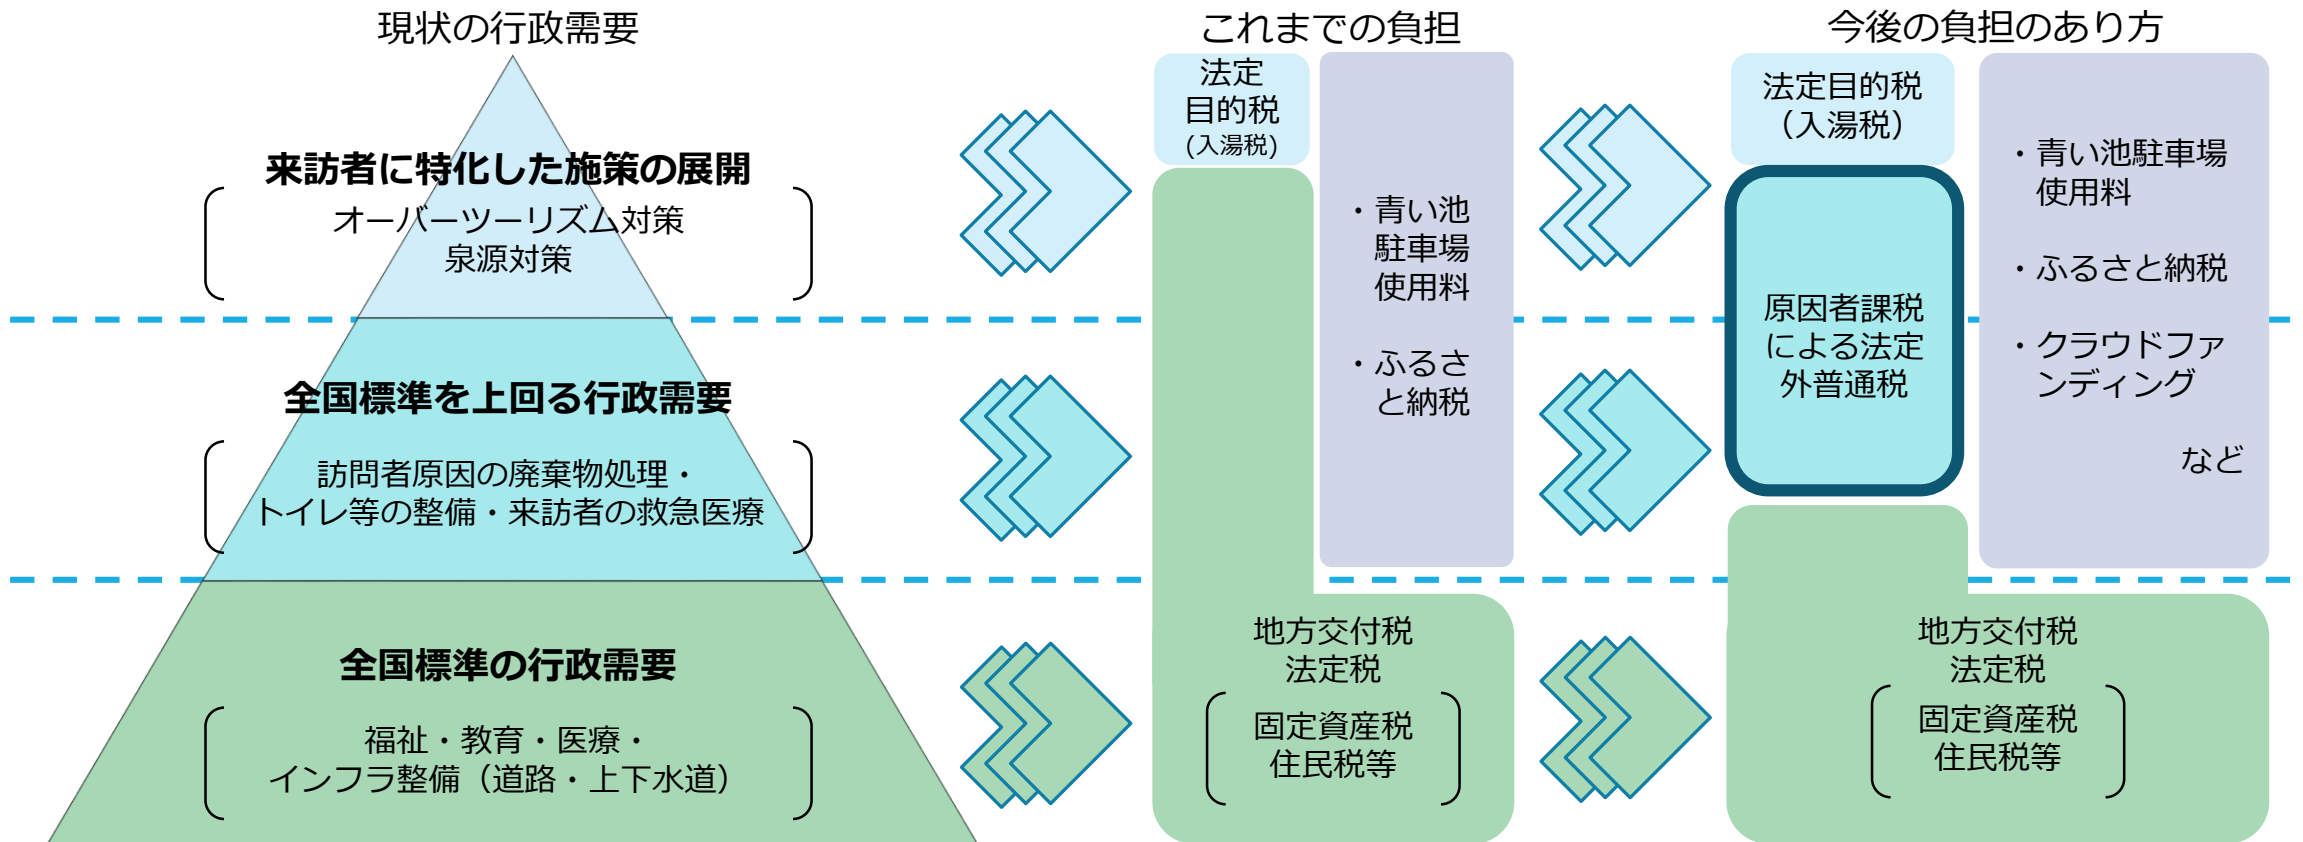 現状の行政需要
来訪者に特化した施策の展開
オーバーツーリズム対策
泉源対策
全国標準を上回る行政需要
訪問者原因の廃棄物処理・
トイレ等の整備・来訪者の救急医療
全国標準の行政需要
福祉・教育・医療・
インフラ整備（道路・上下水道）
これまでの負担
法定
目的税
(入湯税)
・青い池
駐車場
使用料
・ふるさ
と納税
地方交付税
法定税
固定資産税
住民税等
今後の負担のあり方
法定目的税
（入湯税）
原因者課税
による法定
外普通税
・青い池駐車場
使用料
・ふるさと納税
・クラウドファ
ンディング
など
地方交付税
法定税
固定資産税
住民税等